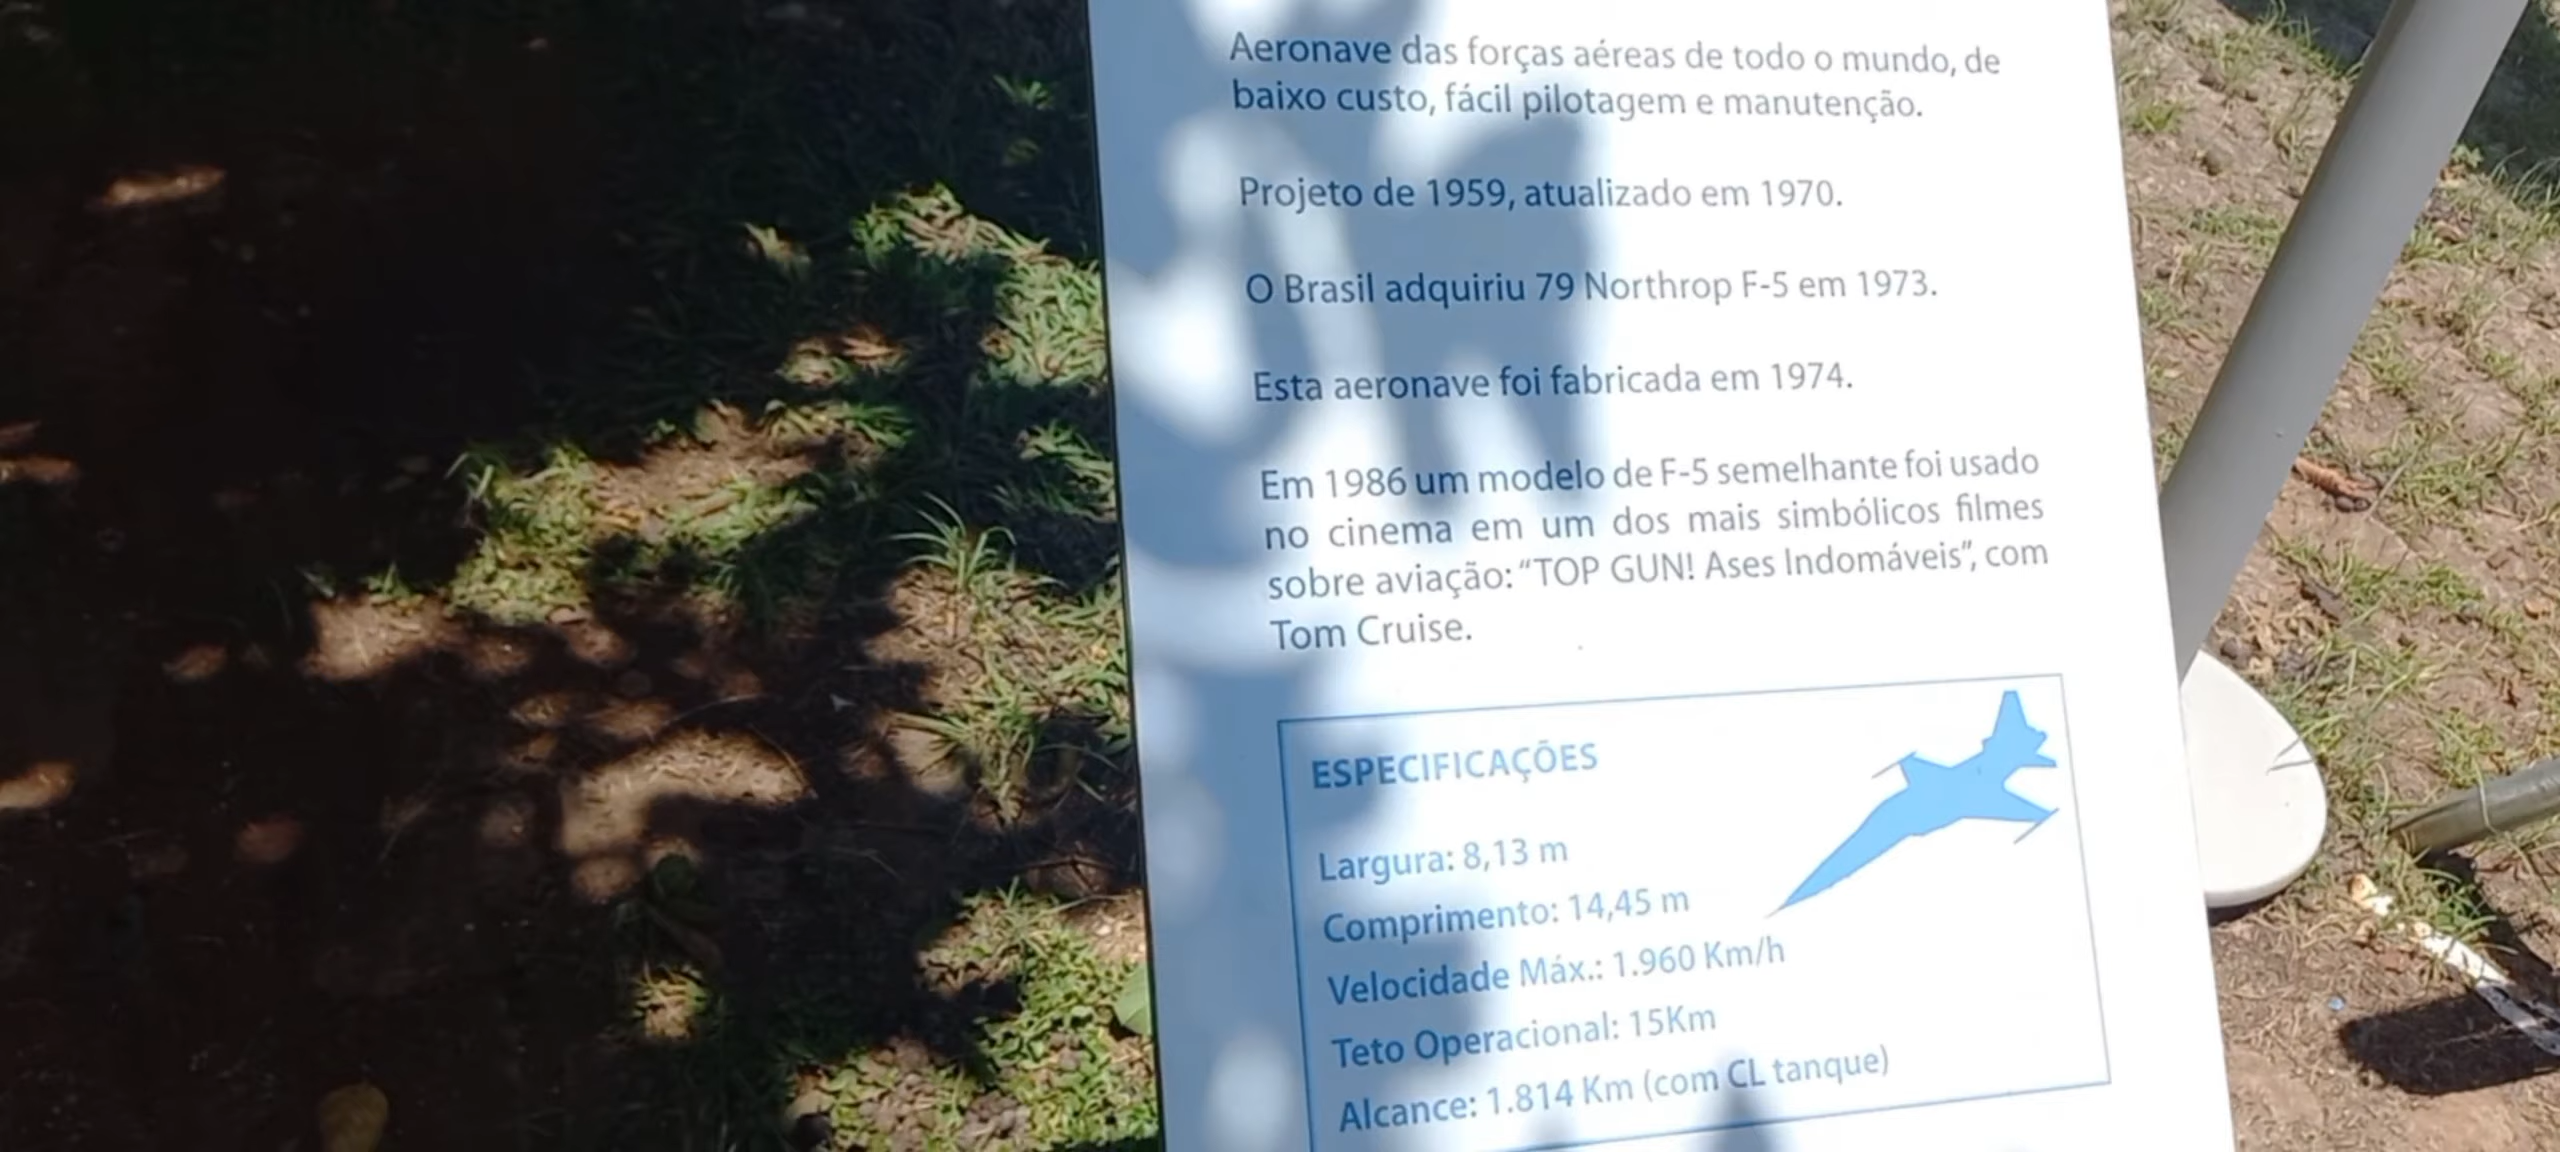 Aeronave das forças aéreas de todo o mundo, de
baixo custo, fácil pilotagem e manutenção.
Projeto de 1959, atualizado em 1970.
O Brasil adquiriu 79 Northrop F-5 em 1973.
Esta aeronave foi fabricada em 1974.
Em 1986 um modelo de F-5 semelhante foi usado
no cinema em um dos mais simbólicos filmes
sobre aviação: “TOP GUN! Ases Indomáveis”, com
Tom Cruise.
ESPECIFICAÇÕES
Largura: 8,13 m
Comprimento: 14,45 m
Velocidade Máx.: 1.960 Km/h
Teto Operacional: 15Km
Alcance: 1.814 Km (com CL tanque)